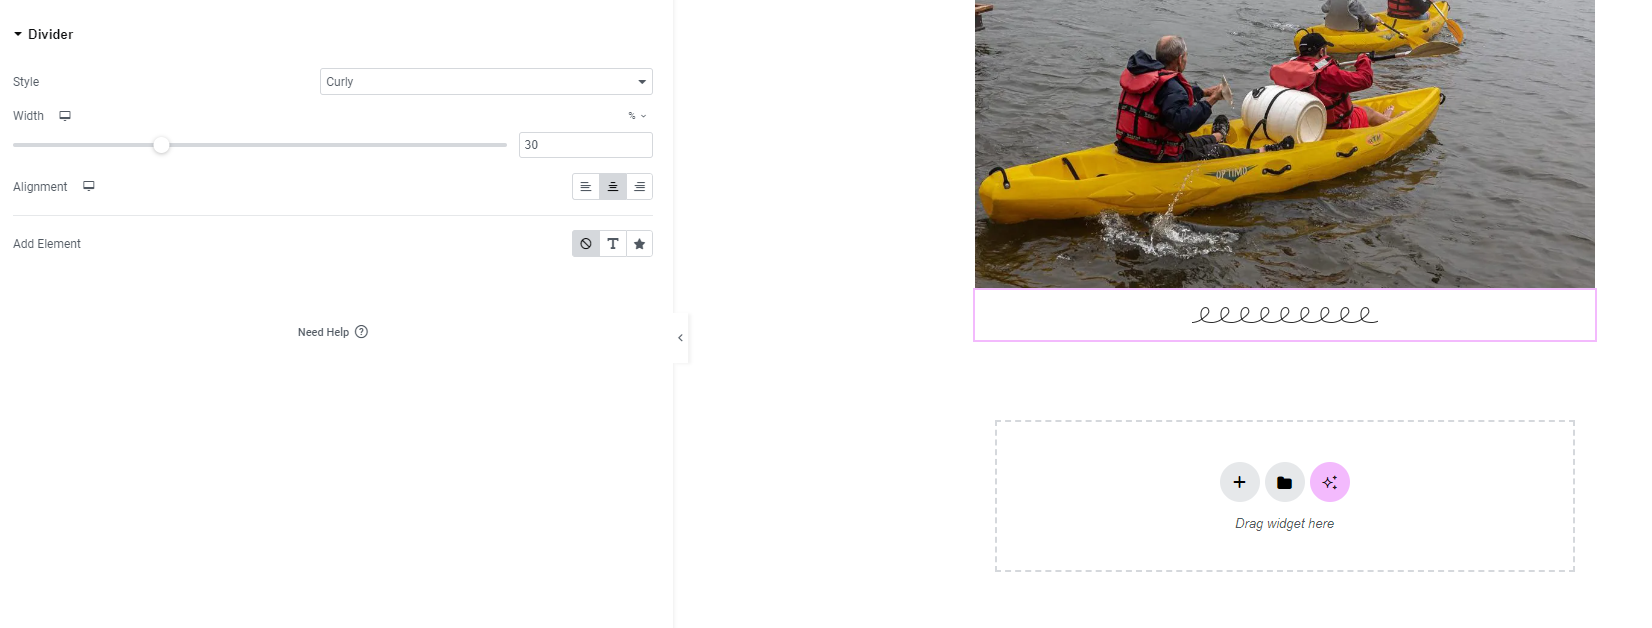 Divider
Style
Curly
Width
%
30
Alignment
Add Element
T
Need Help ?
OPTIMO
Drag widget here